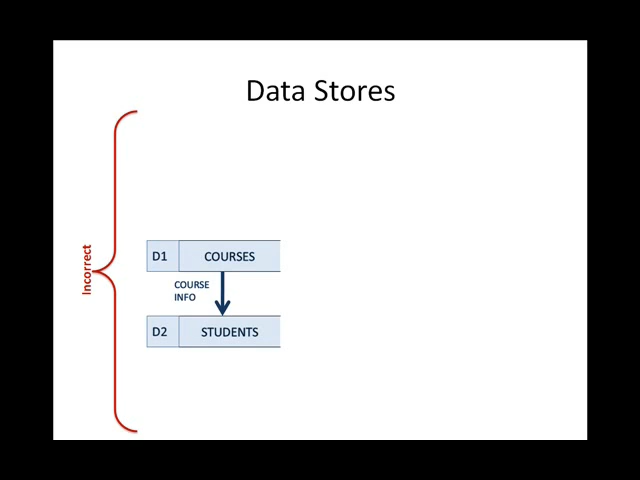 Data Stores
Incorrect
D1 COURSES
COURSE
INFO
D2 STUDENTS